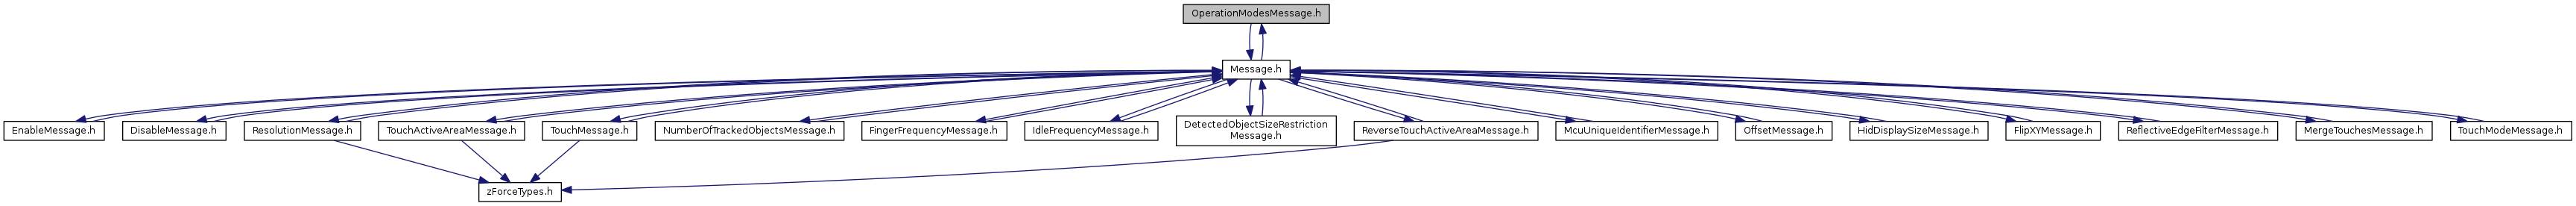 OperationModesMessage.h
Message.h
EnableMessage.h
DisableMessage.h
ResolutionMessage.h
TouchActiveAreaMessage.h
TouchMessage.h
NumberOfTrackedObjectsMessage.h
FingerFrequencyMessage.h
IdleFrequencyMessage.h
DetectedObjectSizeRestriction
Message.h
ReverseTouchActiveAreaMessage.h
McuUniqueIdentifierMessage.h
OffsetMessage.h
HidDisplaySizeMessage.h
FlipXYMessage.h
ReflectiveEdgeFilterMessage.h
MergeTouchesMessage.h
TouchModeMessage.h
zForceTypes.h